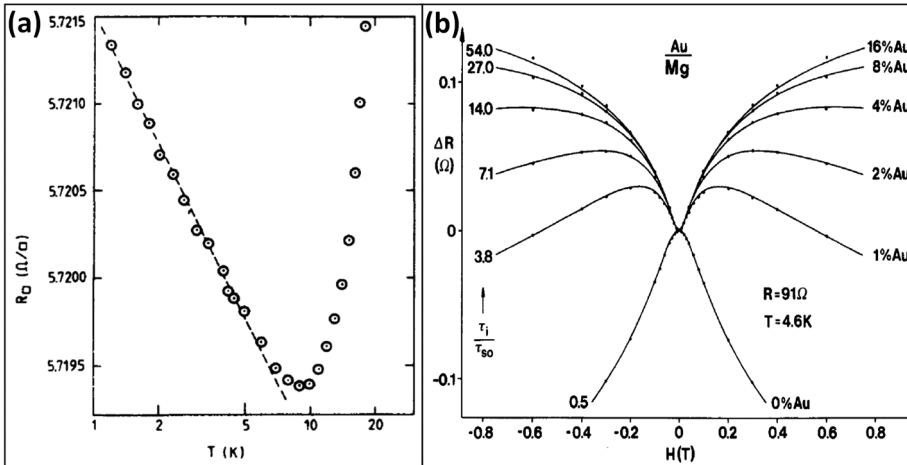 (a)
5.7215
5.7210
5.7205
5.7200
5.7195
R□ (Ω/□)
1 2 5 10 20
T (K)
(b)
Au
Mg
54.0 16%Au
27.0 0.1 8%Au
14.0 4%Au
ΔR
(Ω)
7.1 2%Au
0
3.8 1%Au
R=91Ω
T=4.6K
τi
τso
-0.1
0.5 0%Au
-0.8 -0.6 -0.4 -0.2 0 0.2 0.4 0.6 0.8
H(T)